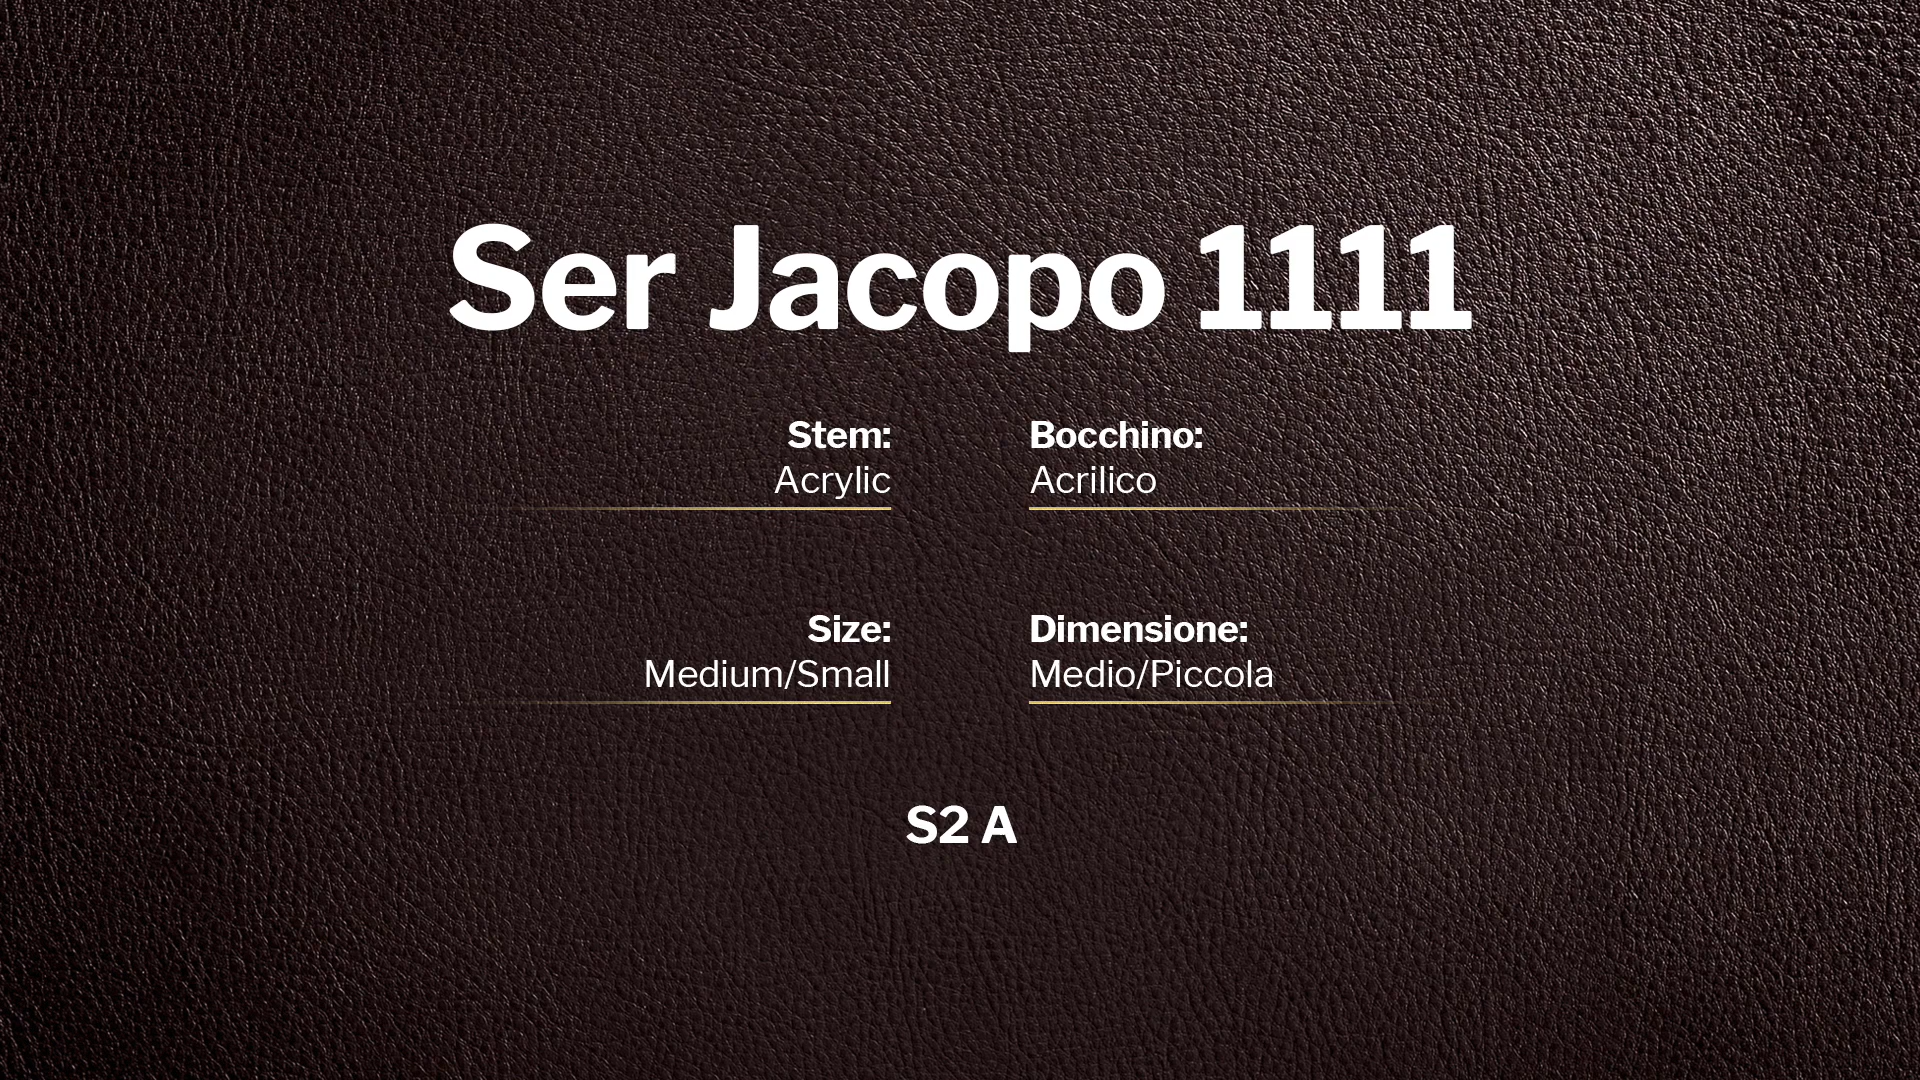 Ser Jacopo 1111
Stem:
Acrylic
Bocchino:
Acrilico
Size:
Medium/Small
Dimensione:
Medio/Piccola
S2 A